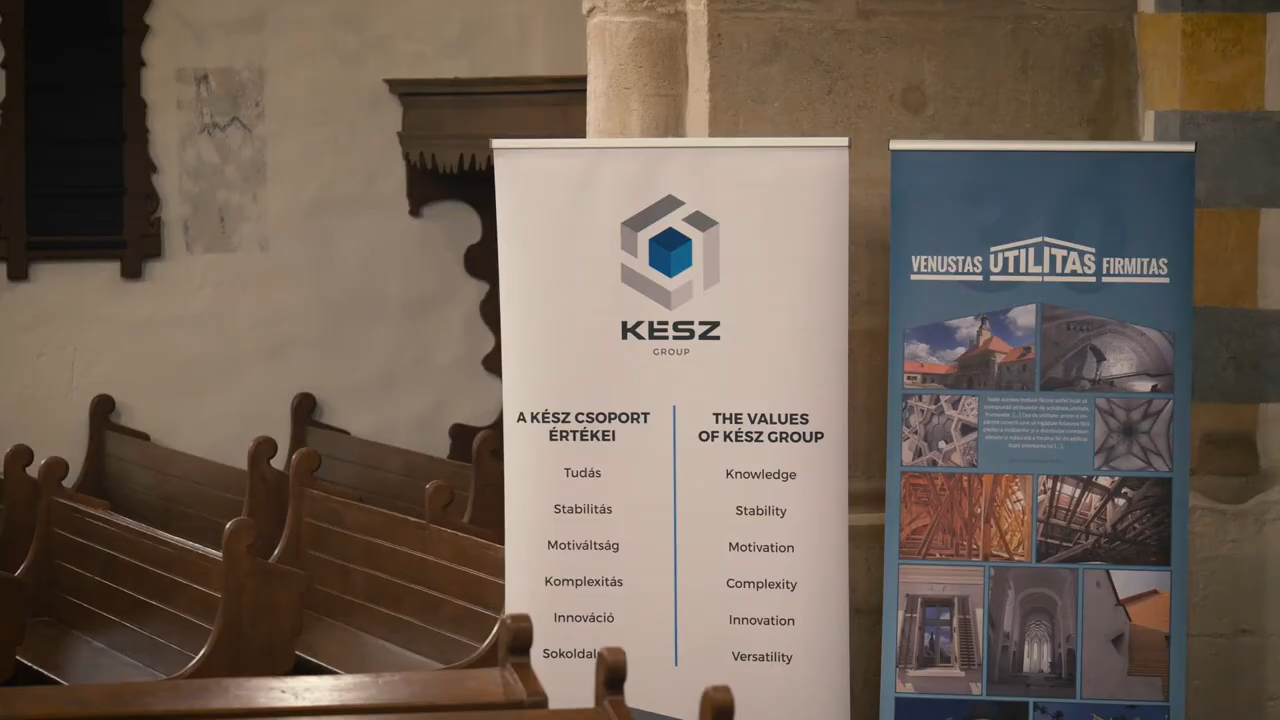 KÉSZ
GROUP
A KÉSZ CSOPORT
ÉRTÉKEI
Tudás
Stabilitás
Motiváltság
Komplexitás
Innováció
THE VALUES
OF KÉSZ GROUP
Knowledge
Stability
Motivation
Complexity
Innovation
Versatility
VENUSTAS UTILITAS FIRMITAS